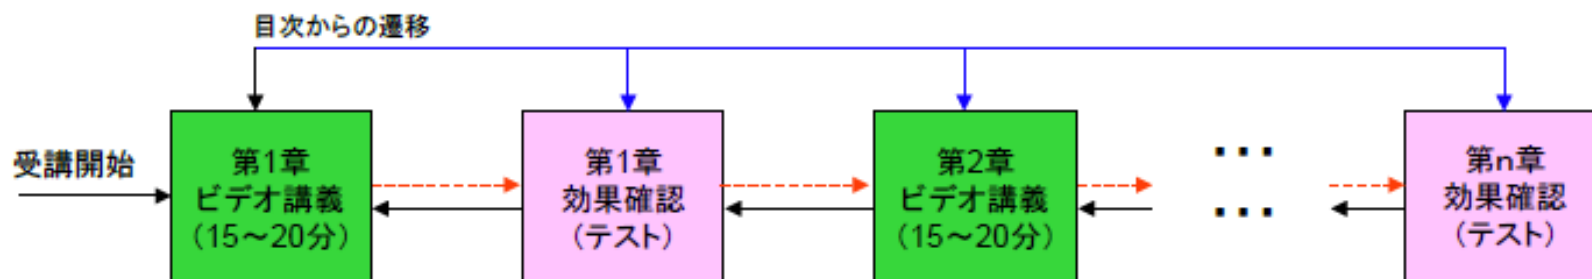 目次からの遷移
受講開始
第1章
ビデオ講義
(15～20分)
第1章
効果確認
(テスト)
第2章
ビデオ講義
(15～20分)
・・・
・・・
第n章
効果確認
(テスト)